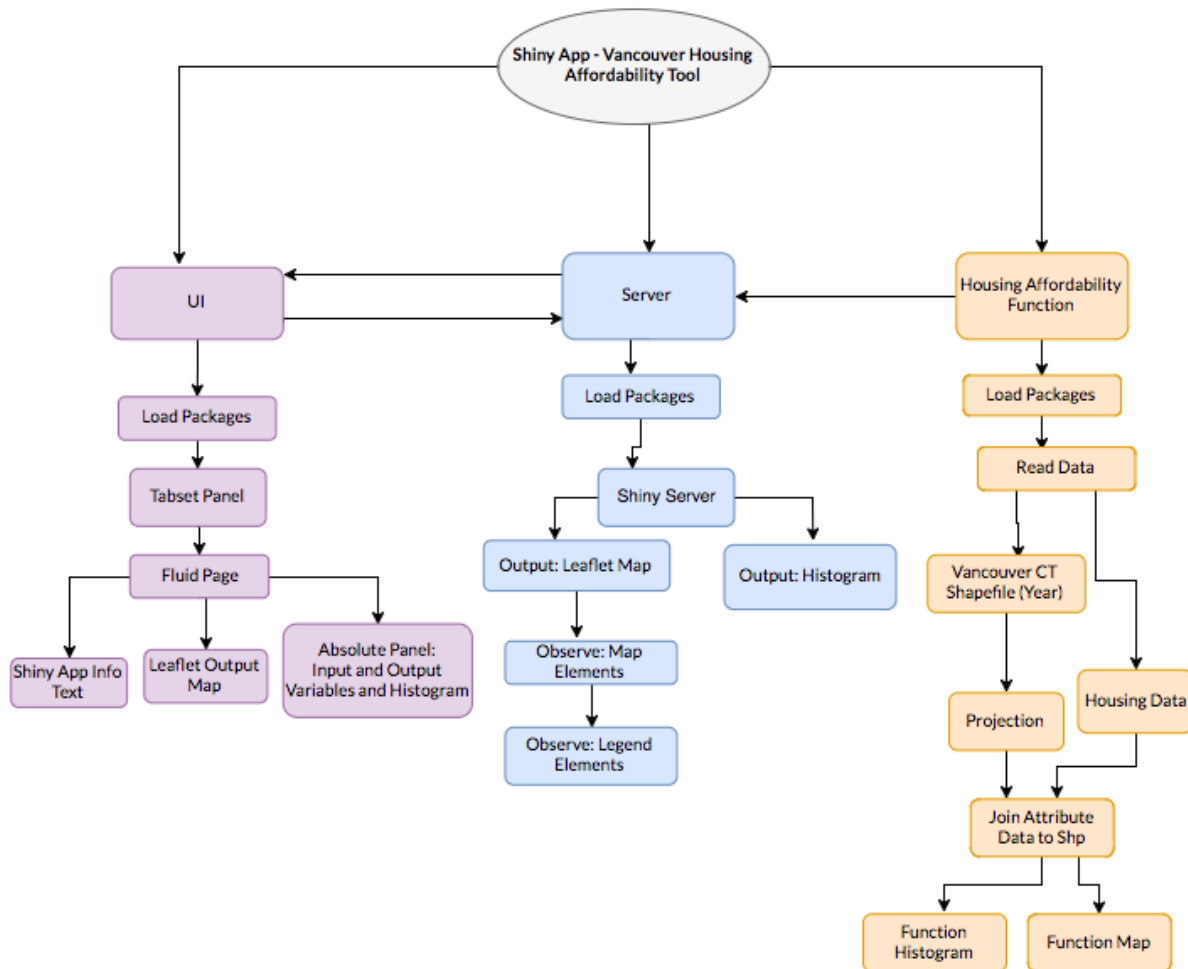 Shiny App - Vancouver Housing
Affordability Tool
UI
Server
Housing Affordability
Function
Load Packages
Load Packages
Load Packages
Tabset Panel
Shiny Server
Read Data
Fluid Page
Output: Leaflet Map
Output: Histogram
Vancouver CT
Shapefile (Year)
Shiny App Info
Text
Leaflet Output
Map
Absolute Panel:
Input and Output
Variables and Histogram
Observe: Map
Elements
Observe: Legend
Elements
Projection
Housing Data
Join Attribute
Data to Shp
Function
Histogram
Function Map